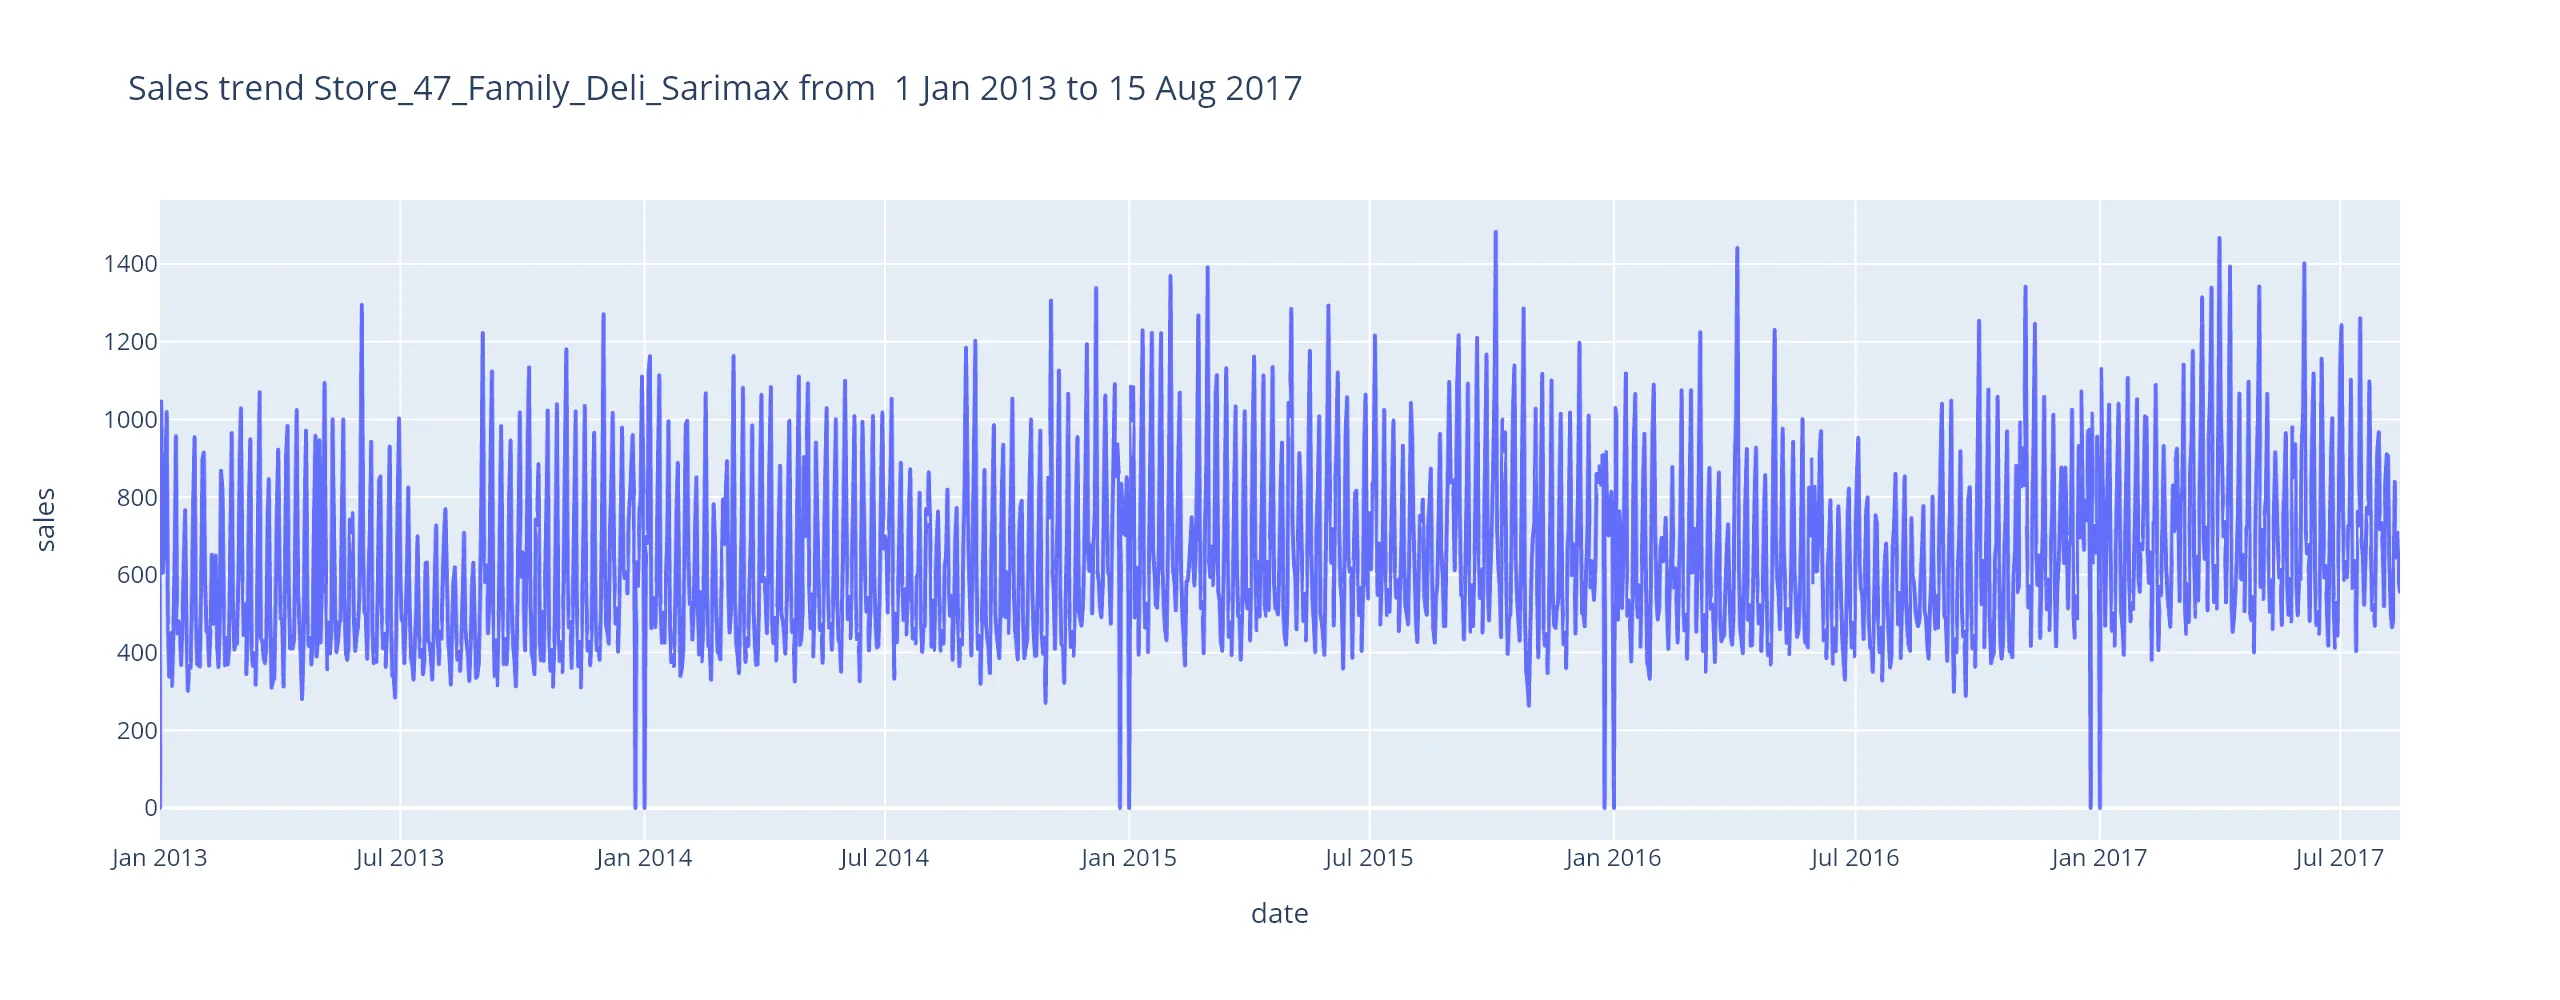 Sales trend Store_47_Family_Deli_Sarimax from  1 Jan 2013 to 15 Aug 2017
1400
1200
1000
800
600
400
200
0
sales
Jan 2013 Jul 2013 Jan 2014 Jul 2014 Jan 2015 Jul 2015 Jan 2016 Jul 2016 Jan 2017 Jul 2017
date